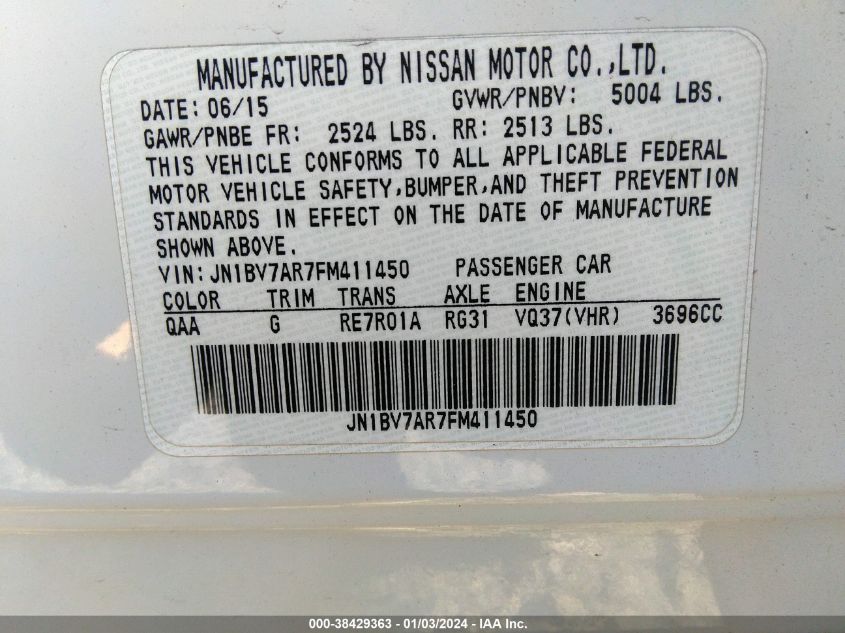 MANUFACTURED BY NISSAN MOTOR CO.,LTD.
DATE: 06/15 GVWR/PNBV: 5004 LBS.
GAWR/PNBE FR: 2524 LBS. RR: 2513 LBS.
THIS VEHICLE CONFORMS TO ALL APPLICABLE FEDERAL
MOTOR VEHICLE SAFETY,BUMPER,AND THEFT PREVENTION
STANDARDS IN EFFECT ON THE DATE OF MANUFACTURE
SHOWN ABOVE.
VIN:JN1BV7AR7FM411450 PASSENGER CAR
COLOR TRIM TRANS AXLE ENGINE
QAA G RE7R01A RG31 VQ37(VHR) 3696CC
JN1BV7AR7FM411450
000-38429363 - 01/03/2024 - IAA Inc.